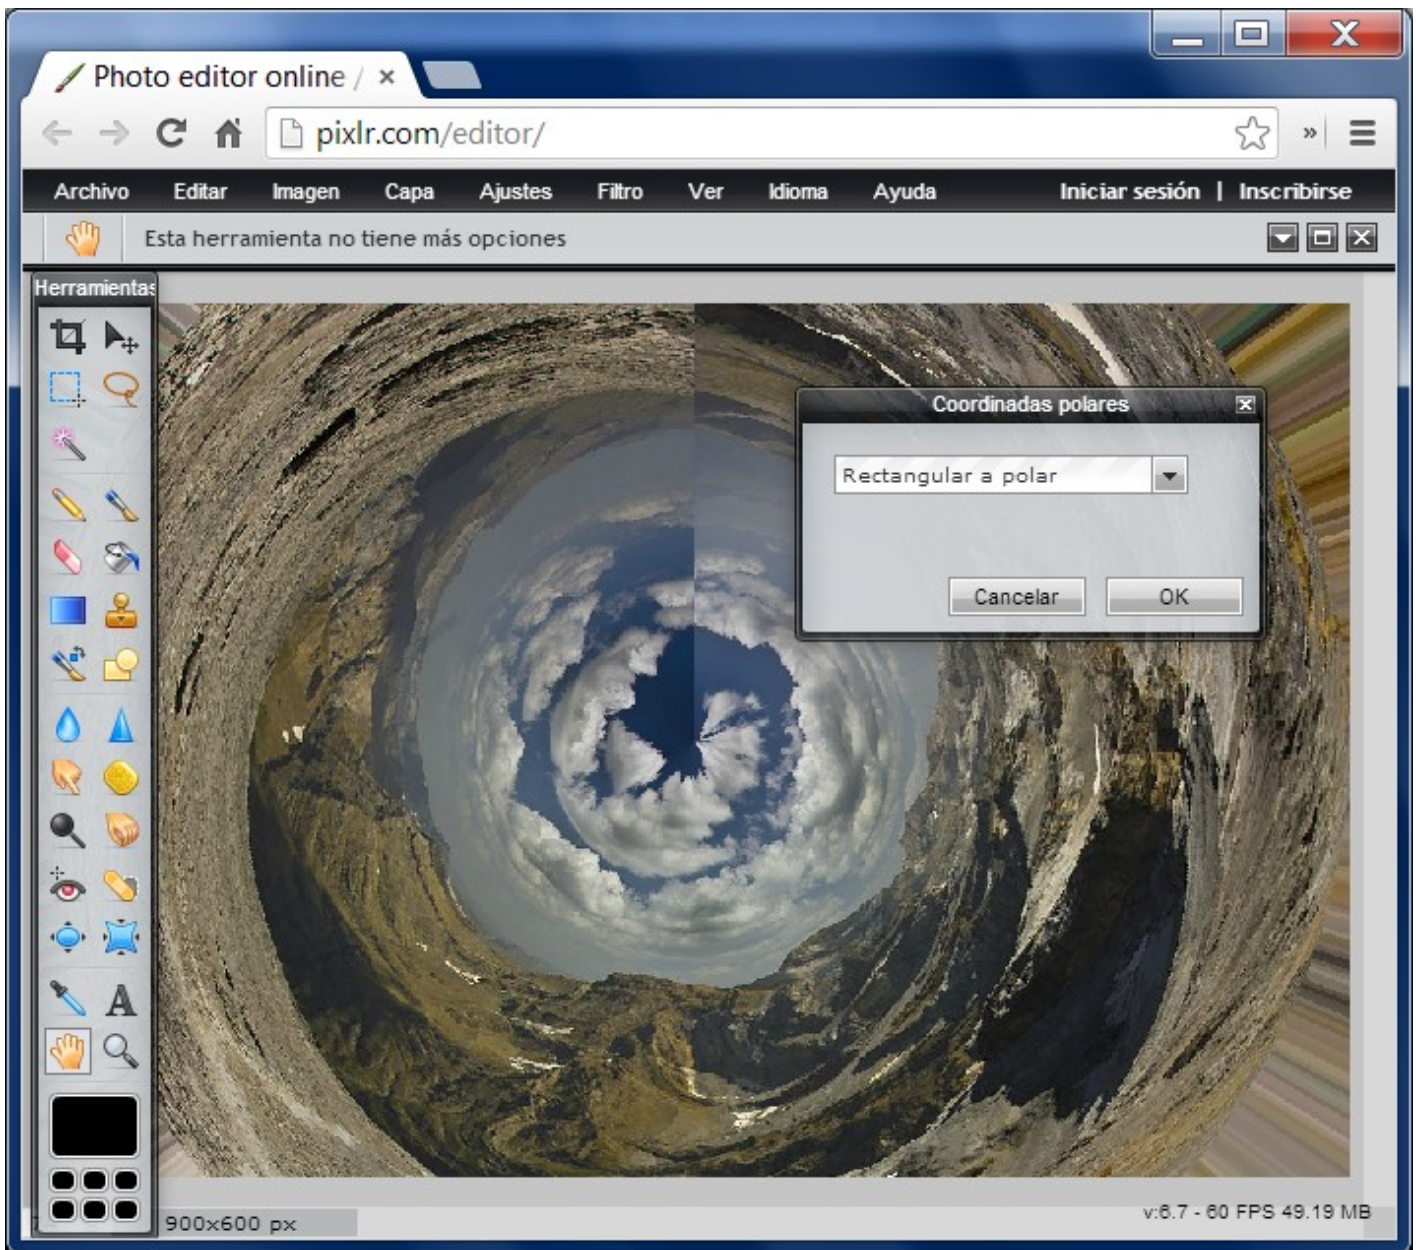 Photo editor online /
pixlr.com/editor/
Archivo Editar Imagen Capa Ajustes Filtro Ver Idioma Ayuda Iniciar sesión | Inscribirse
Esta herramienta no tiene más opciones
Herramientas
Coordinadas polares
Rectangular a polar
Cancelar OK
900x600 px
v:6.7 - 60 FPS 49.19 MB